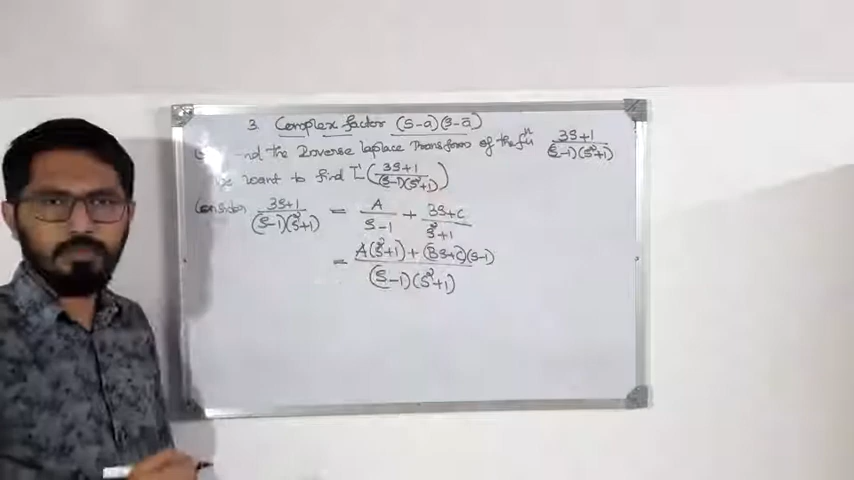 3 Complex factor (s-a)(s-ā)
find the Inverse laplace Transform of the fⁿ 3s+1/(s-1)(s²+1)
want to find L⁻¹(3s+1/(s-1)(s²+1))
Consider 3s+1/(s-1)(s²+1) = A/s-1 + Bs+C/s²+1
= A(s²+1)+(Bs+C)(s-1)/(s-1)(s²+1)